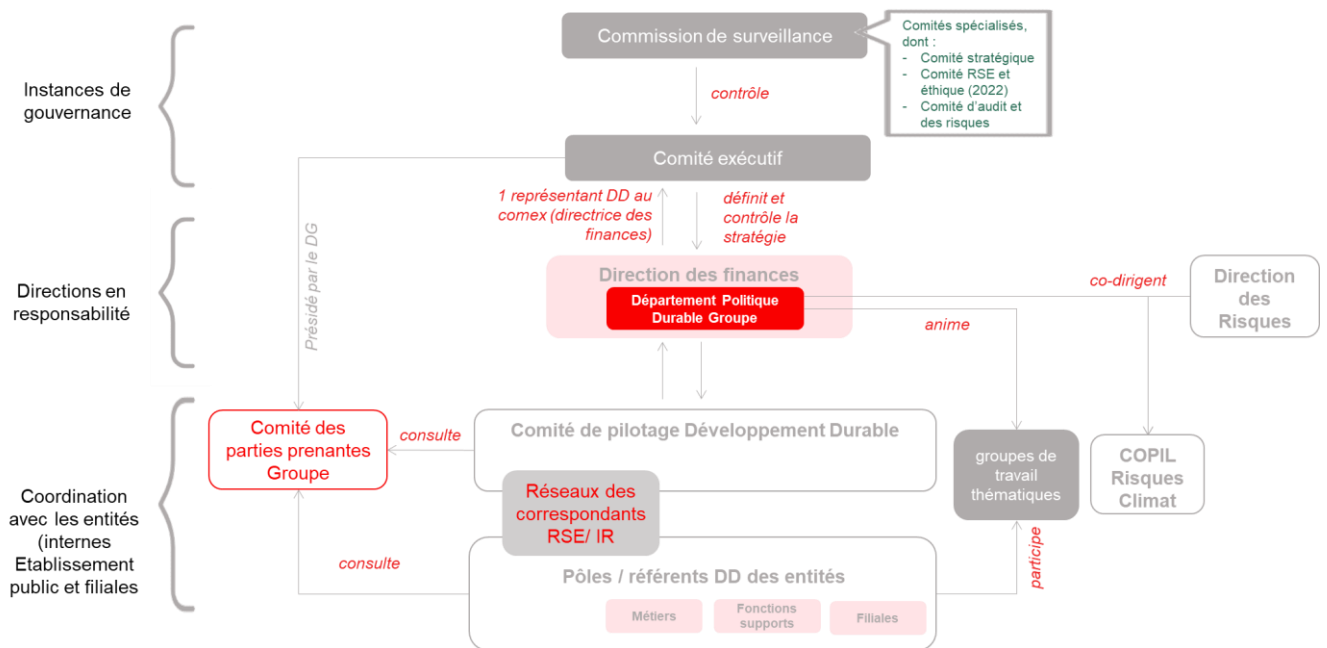 Commission de surveillance
Comités spécialisés,
dont :
- Comité stratégique
- Comité RSE et
éthique (2022)
- Comité d'audit et
des risques
Instances de
gouvernance
contrôle
Comité exécutif
1 représentant DD au
comex (directrice des
finances)
définit et
contrôle la
stratégie
Présidé par le DG
Directions en
responsabilité
Direction des finances
Département Politique
Durable Groupe
co-dirigent
anime
Direction
des
Risques
Comité des
parties prenantes
Groupe
consulte
Comité de pilotage Développement Durable
groupes de
travail
thématiques
COPIL
Risques
Climat
Coordination
avec les entités
(internes
Etablissement
public et filiales
Réseaux des
correspondants
RSE/ IR
consulte
participe
Pôles / référents DD des entités
Métiers
Fonctions
supports
Filiales